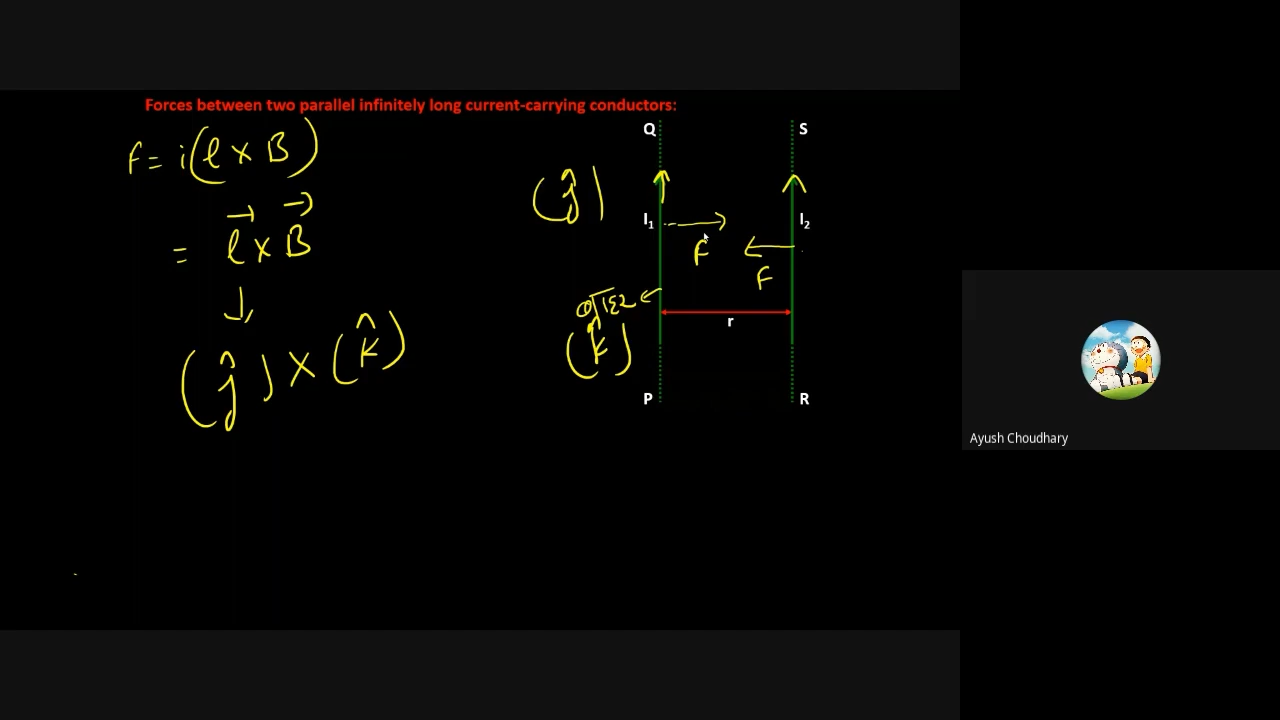 Forces between two parallel infinitely long current-carrying conductors:
F = i(l × B)
= l⃗ × B⃗
↓
(ĵ) × (k̂)
Q S
(ĵ)
I₁ I₂
F F
r
(k̂)
P R
Ayush Choudhary